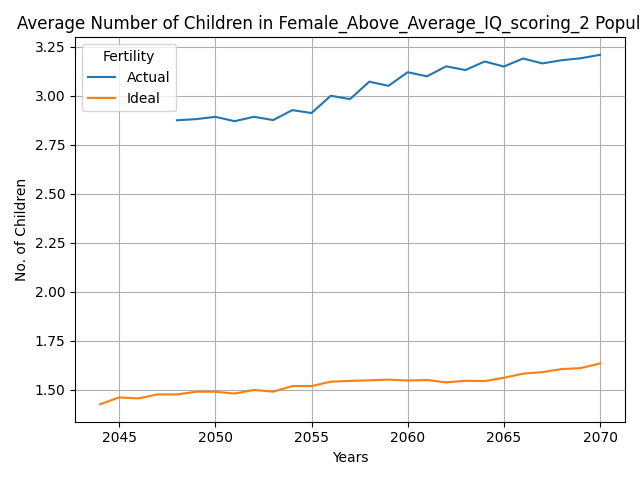 Average Number of Children in Female_Above_Average_IQ_scoring_2 Popul
Fertility
Actual
Ideal
3.25
3.00
2.75
2.50
2.25
2.00
1.75
1.50
No. of Children
2045 2050 2055 2060 2065 2070
Years